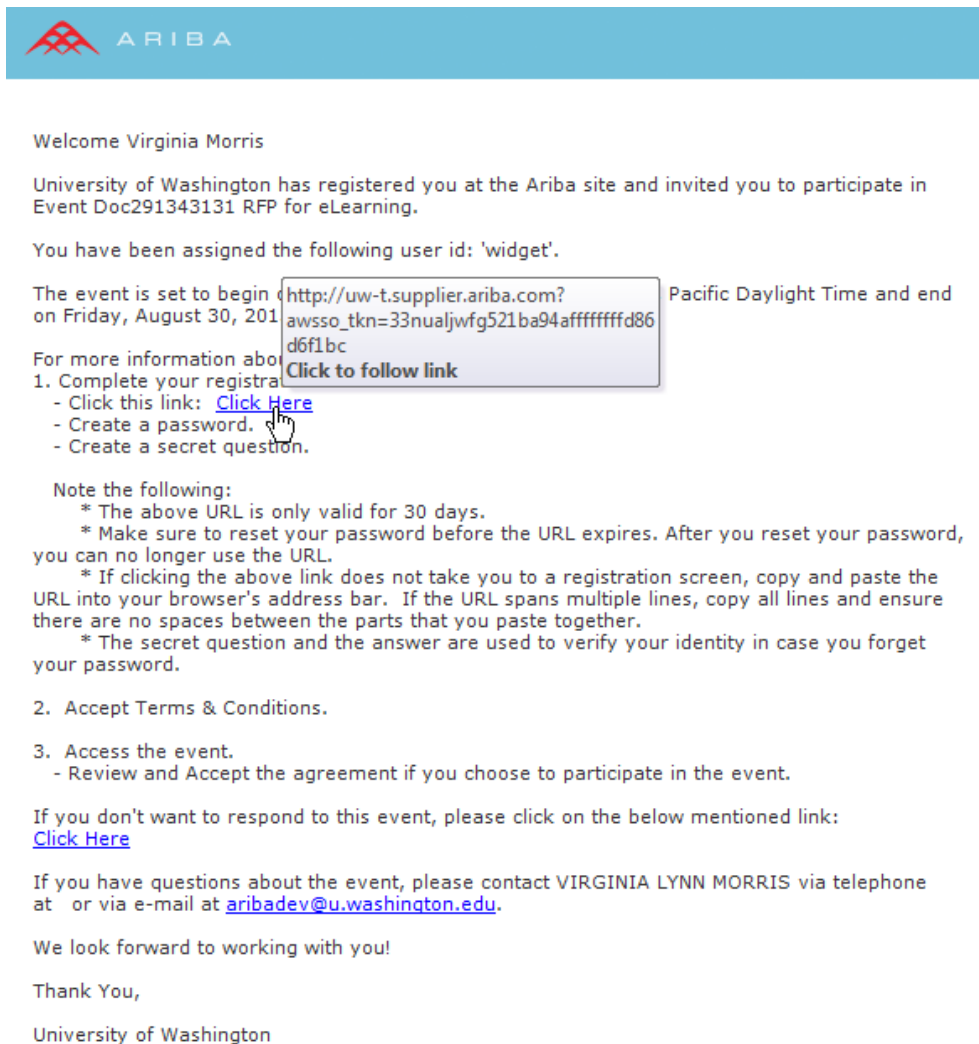 ARIBA
Welcome Virginia Morris
University of Washington has registered you at the Ariba site and invited you to participate in
Event Doc291343131 RFP for eLearning.
You have been assigned the following user id: 'widget'.
The event is set to begin Pacific Daylight Time and end
on Friday, August 30, 201
http://uw-t.supplier.ariba.com?
awsso_tkn=33nualjwfg521ba94affffffffd86
d6f1bc
Click to follow link
For more information abou
1. Complete your registra
- Click this link: Click Here
- Create a password.
- Create a secret question.
Note the following:
* The above URL is only valid for 30 days.
* Make sure to reset your password before the URL expires. After you reset your password,
you can no longer use the URL.
* If clicking the above link does not take you to a registration screen, copy and paste the
URL into your browser's address bar. If the URL spans multiple lines, copy all lines and ensure
there are no spaces between the parts that you paste together.
* The secret question and the answer are used to verify your identity in case you forget
your password.
2. Accept Terms & Conditions.
3. Access the event.
- Review and Accept the agreement if you choose to participate in the event.
If you don't want to respond to this event, please click on the below mentioned link:
Click Here
If you have questions about the event, please contact VIRGINIA LYNN MORRIS via telephone
at or via e-mail at aribadev@u.washington.edu.
We look forward to working with you!
Thank You,
University of Washington